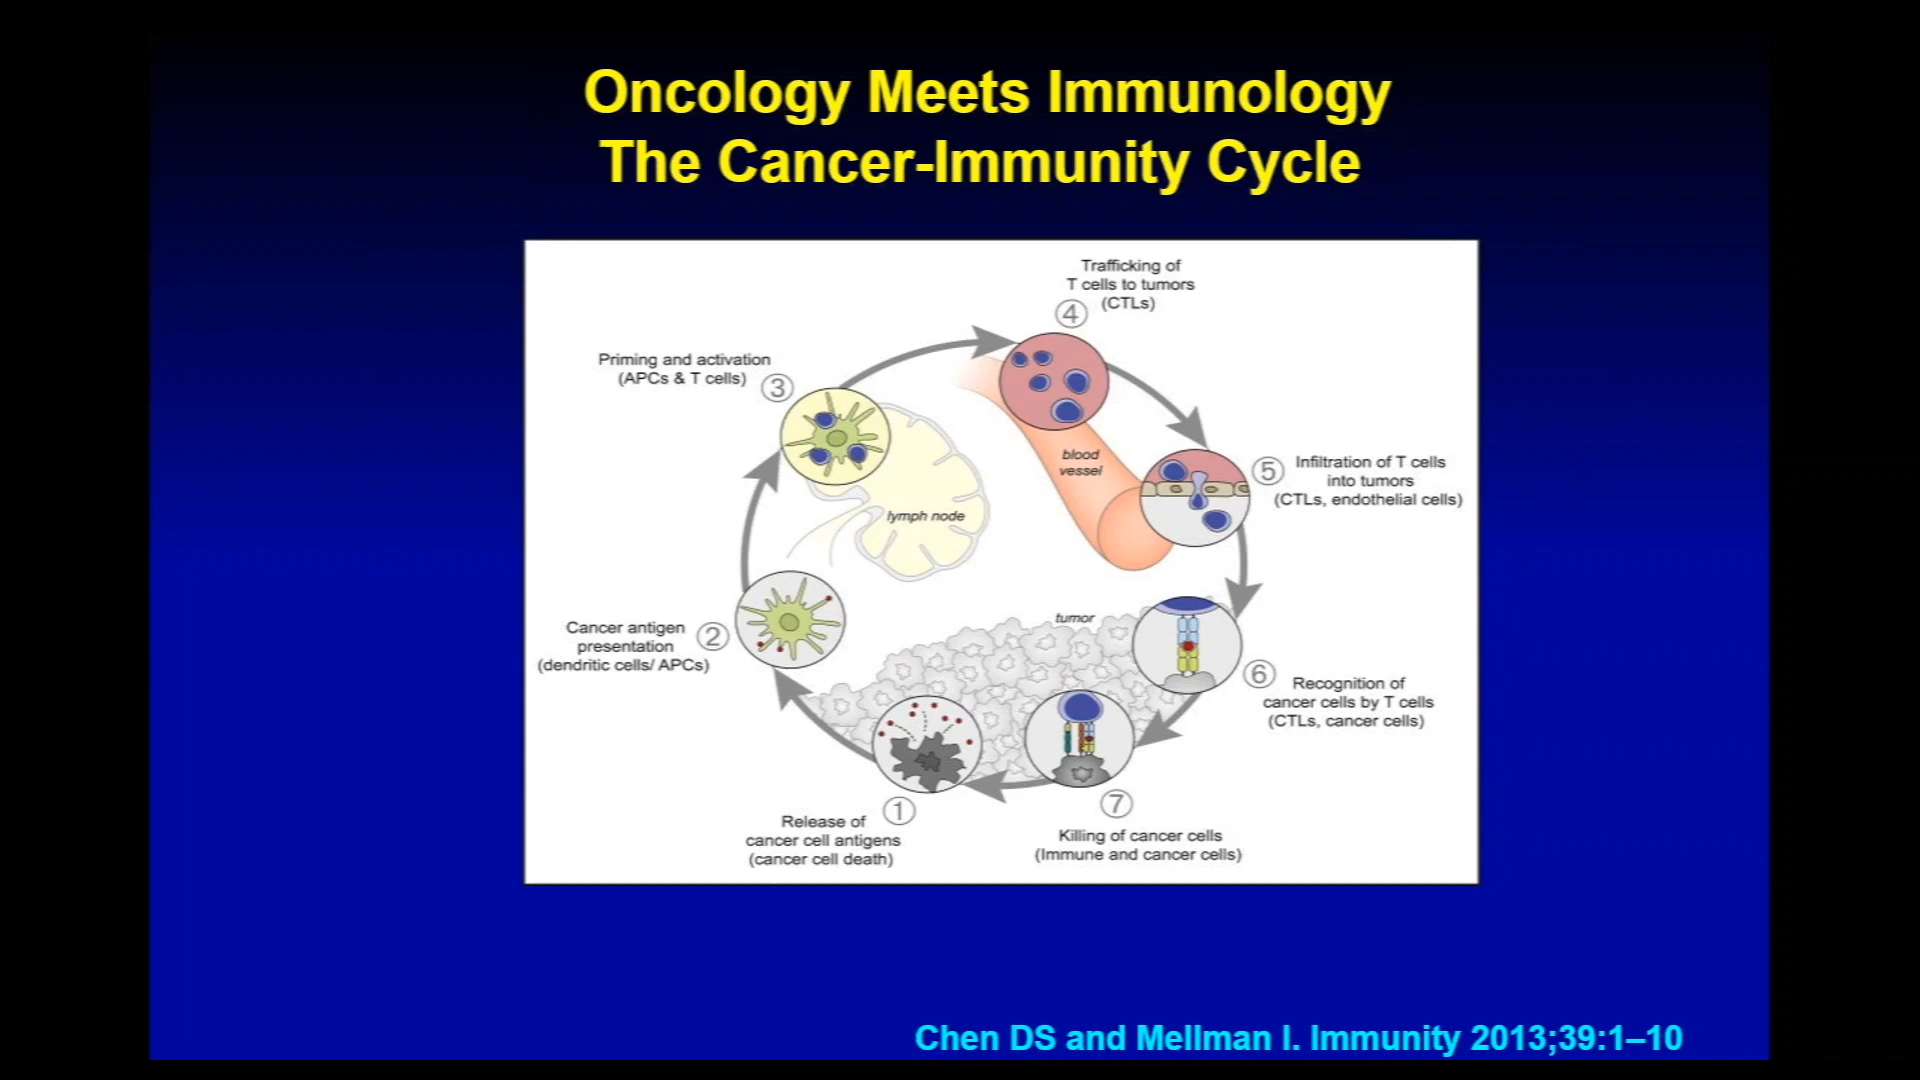 Oncology Meets Immunology
The Cancer-Immunity Cycle
Trafficking of
T cells to tumors
(CTLs)
④
Priming and activation
(APCs & T cells)
③
blood
vessel
⑤
Infiltration of T cells
into tumors
(CTLs, endothelial cells)
lymph node
Cancer antigen
presentation
(dendritic cells/ APCs)
②
tumor
⑥
Recognition of
cancer cells by T cells
(CTLs, cancer cells)
①
Release of
cancer cell antigens
(cancer cell death)
⑦
Killing of cancer cells
(Immune and cancer cells)
Chen DS and Mellman I. Immunity 2013;39:1–10